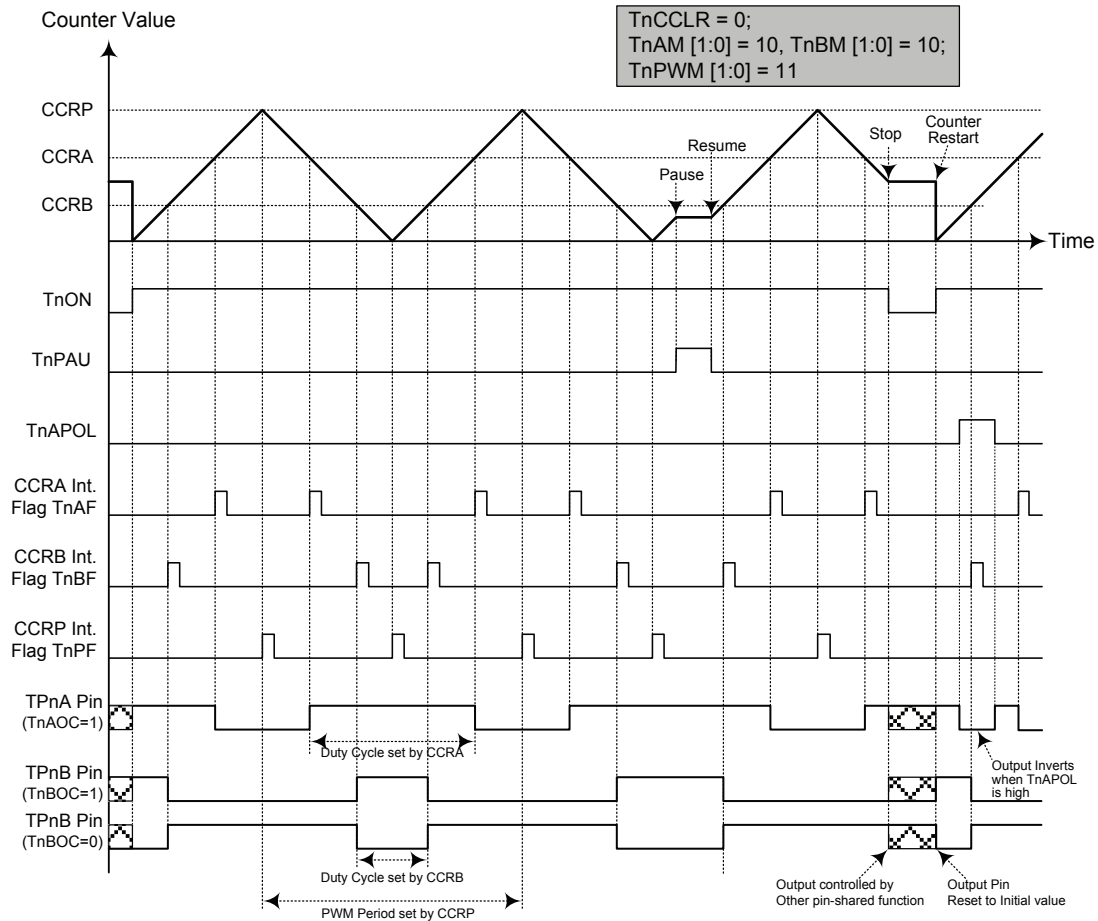 Counter Value
TnCCLR = 0;
TnAM [1:0] = 10, TnBM [1:0] = 10;
TnPWM [1:0] = 11
CCRP
CCRA
CCRB
Pause
Resume
Stop
Counter
Restart
Time
TnON
TnPAU
TnAPOL
CCRA Int.
Flag TnAF
CCRB Int.
Flag TnBF
CCRP Int.
Flag TnPF
TPnA Pin
(TnAOC=1)
Duty Cycle set by CCRA
Output Inverts
when TnAPOL
is high
TPnB Pin
(TnBOC=1)
TPnB Pin
(TnBOC=0)
Duty Cycle set by CCRB
PWM Period set by CCRP
Output controlled by
Other pin-shared function
Output Pin
Reset to Initial value